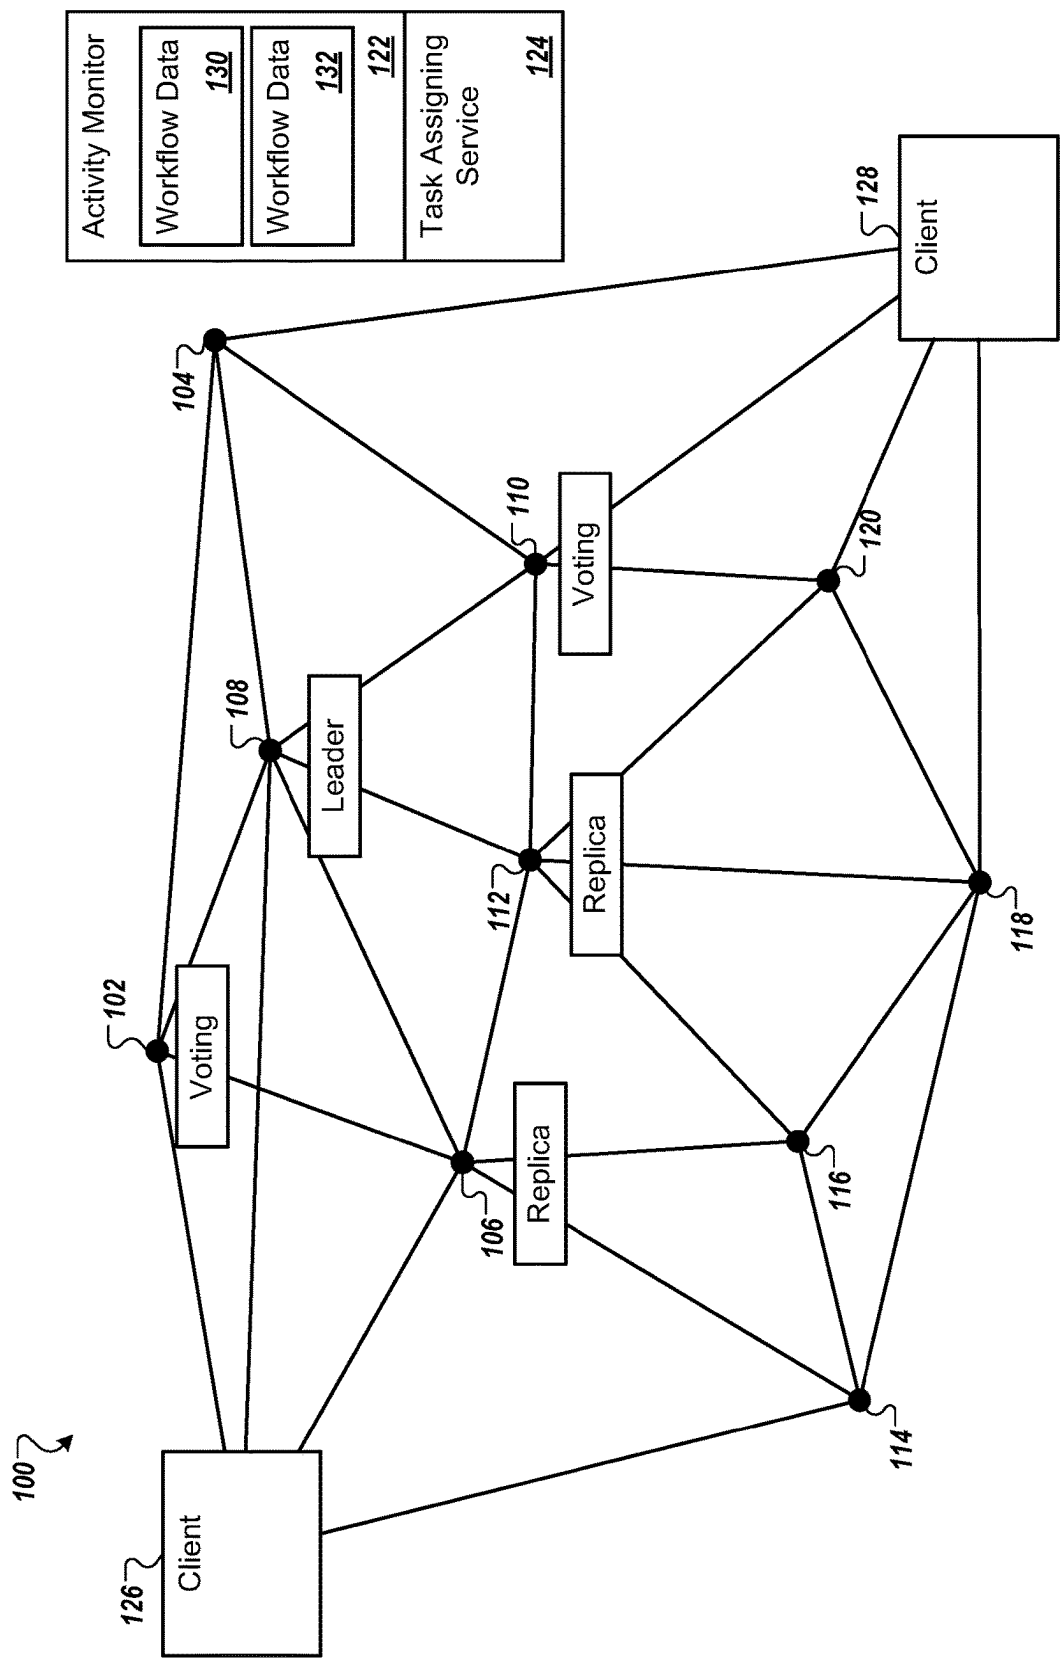 100
126
Client
102
Voting
108
Leader
104
106
Replica
112
Replica
110
Voting
114
116
118
120
128
Client
Activity Monitor
Workflow Data
130
Workflow Data
132
122
Task Assigning
Service
124